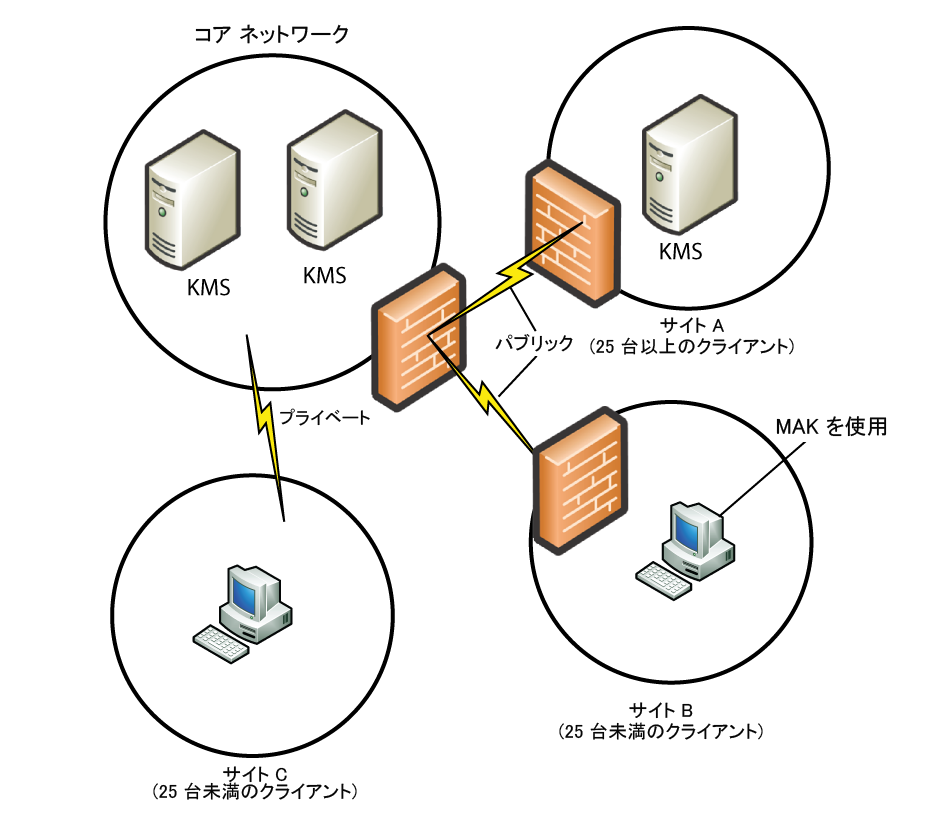 コア ネットワーク
KMS
KMS
KMS
サイト A
(25 台以上のクライアント)
パブリック
プライベート
MAK を使用
サイト B
(25 台未満のクライアント)
サイト C
(25 台未満のクライアント)